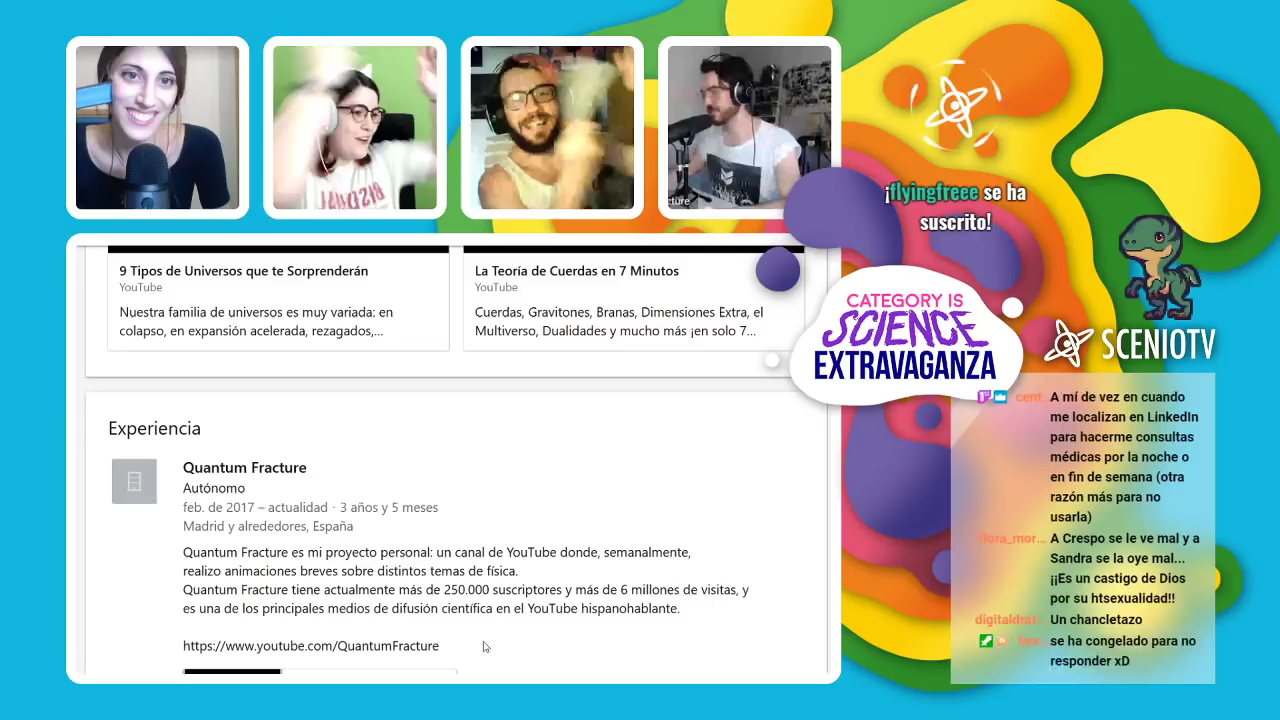 cture
9 Tipos de Universos que te Sorprenderán
YouTube
Nuestra familia de universos es muy variada: en
colapso, en expansión acelerada, rezagados,...
La Teoría de Cuerdas en 7 Minutos
YouTube
Cuerdas, Gravitones, Branas, Dimensiones Extra, el
Multiverso, Dualidades y mucho más ¡en solo 7...
Experiencia
Quantum Fracture
Autónomo
feb. de 2017 – actualidad · 3 años y 5 meses
Madrid y alrededores, España
Quantum Fracture es mi proyecto personal: un canal de YouTube donde, semanalmente,
realizo animaciones breves sobre distintos temas de física.
Quantum Fracture tiene actualmente más de 250.000 suscriptores y más de 6 millones de visitas, y
es una de los principales medios de difusión científica en el YouTube hispanohablante.
https://www.youtube.com/QuantumFracture
¡flyingfreee se ha
suscrito!
CATEGORY IS
SCIENCE
EXTRAVAGANZA
SCENIOTV
cent... A mí de vez en cuando
me localizan en LinkedIn
para hacerme consultas
médicas por la noche o
en fin de semana (otra
razón más para no
usarla)
flora_mor... A Crespo se le ve mal y a
Sandra se la oye mal...
¡¡Es un castigo de Dios
por su htsexualidad!!
digitaldra... Un chancletazo
se ha congelado para no
responder xD